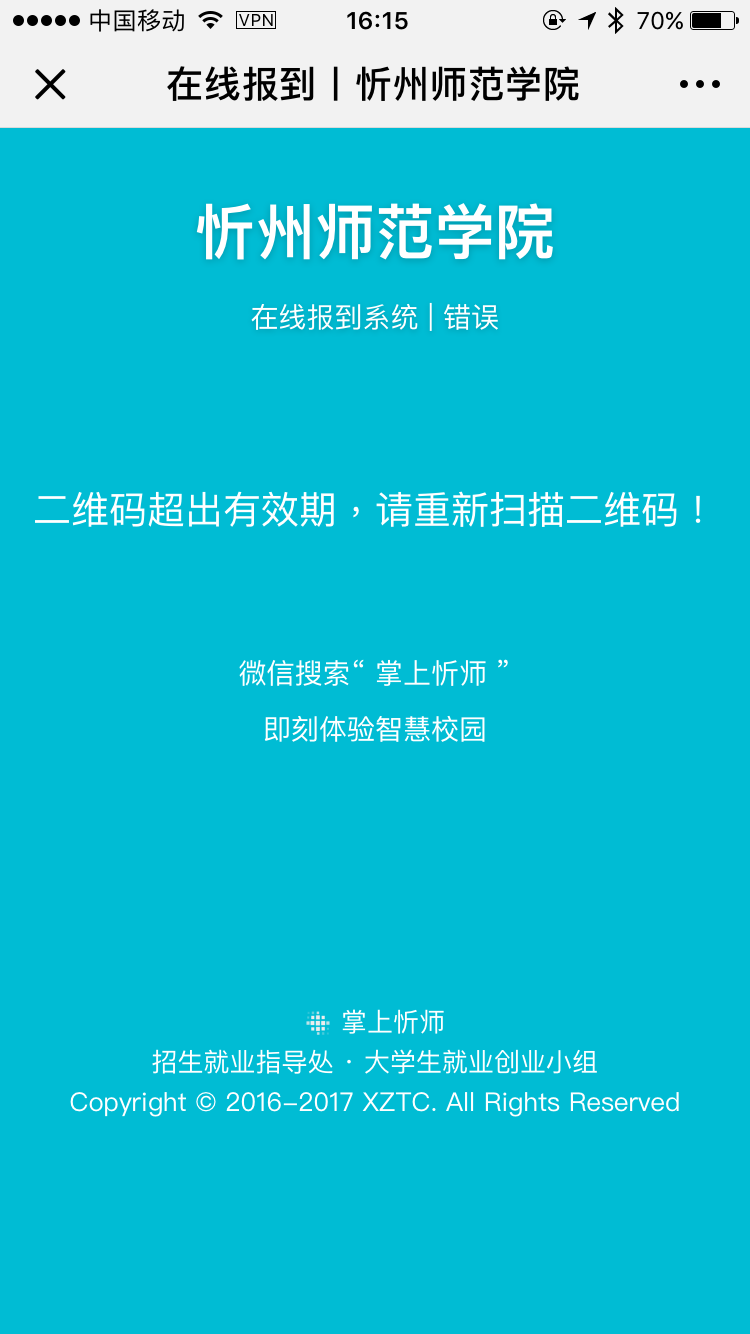 中国移动 VPN 16:15 70%
在线报到丨忻州师范学院
忻州师范学院
在线报到系统 | 错误
二维码超出有效期，请重新扫描二维码！
微信搜索“ 掌上忻师 ”
即刻体验智慧校园
掌上忻师
招生就业指导处 · 大学生就业创业小组
Copyright © 2016–2017 XZTC. All Rights Reserved